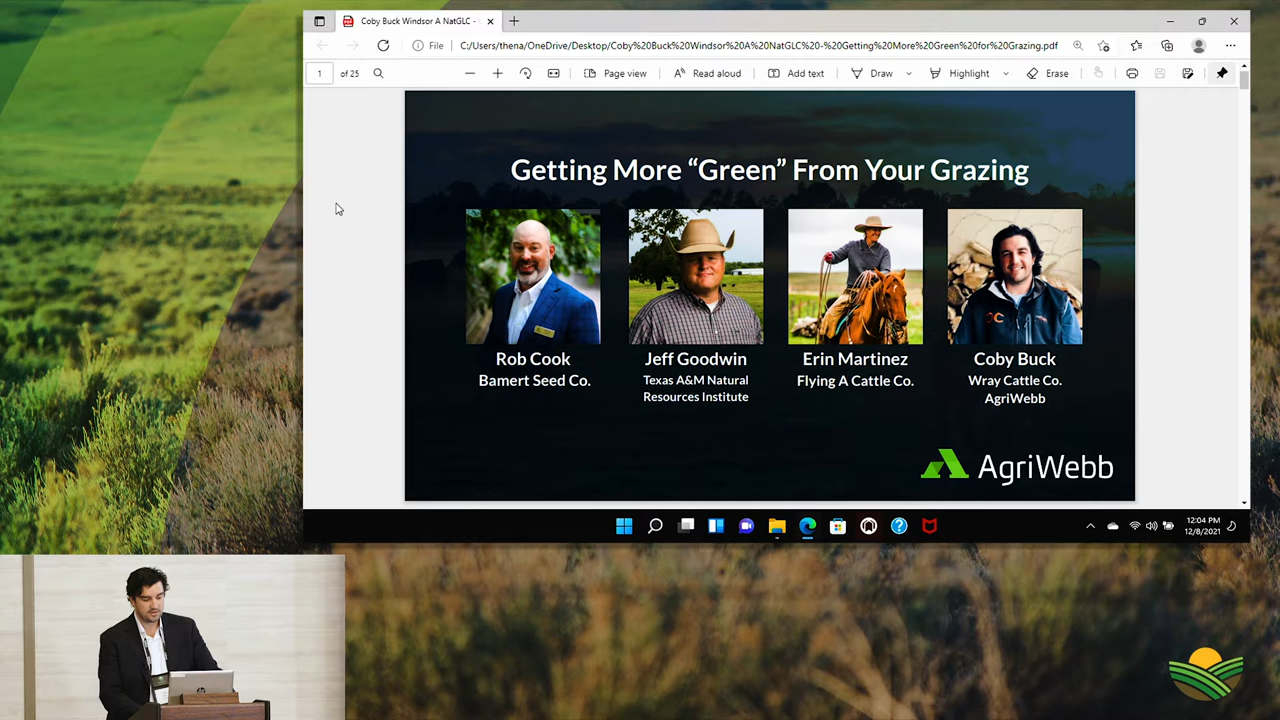 Coby Buck Windsor A NatGLC -
File
C:/Users/thena/OneDrive/Desktop/Coby%20Buck%20Windsor%20A%20NatGLC%20-%20Getting%20More%20Green%20for%20Grazing.pdf
1 of 25
Page view
Read aloud
Add text
Draw
Highlight
Erase
Getting More “Green” From Your Grazing
Rob Cook
Bamert Seed Co.
Jeff Goodwin
Texas A&M Natural
Resources Institute
Erin Martinez
Flying A Cattle Co.
Coby Buck
Wray Cattle Co.
AgriWebb
AgriWebb
12:04 PM
12/8/2021